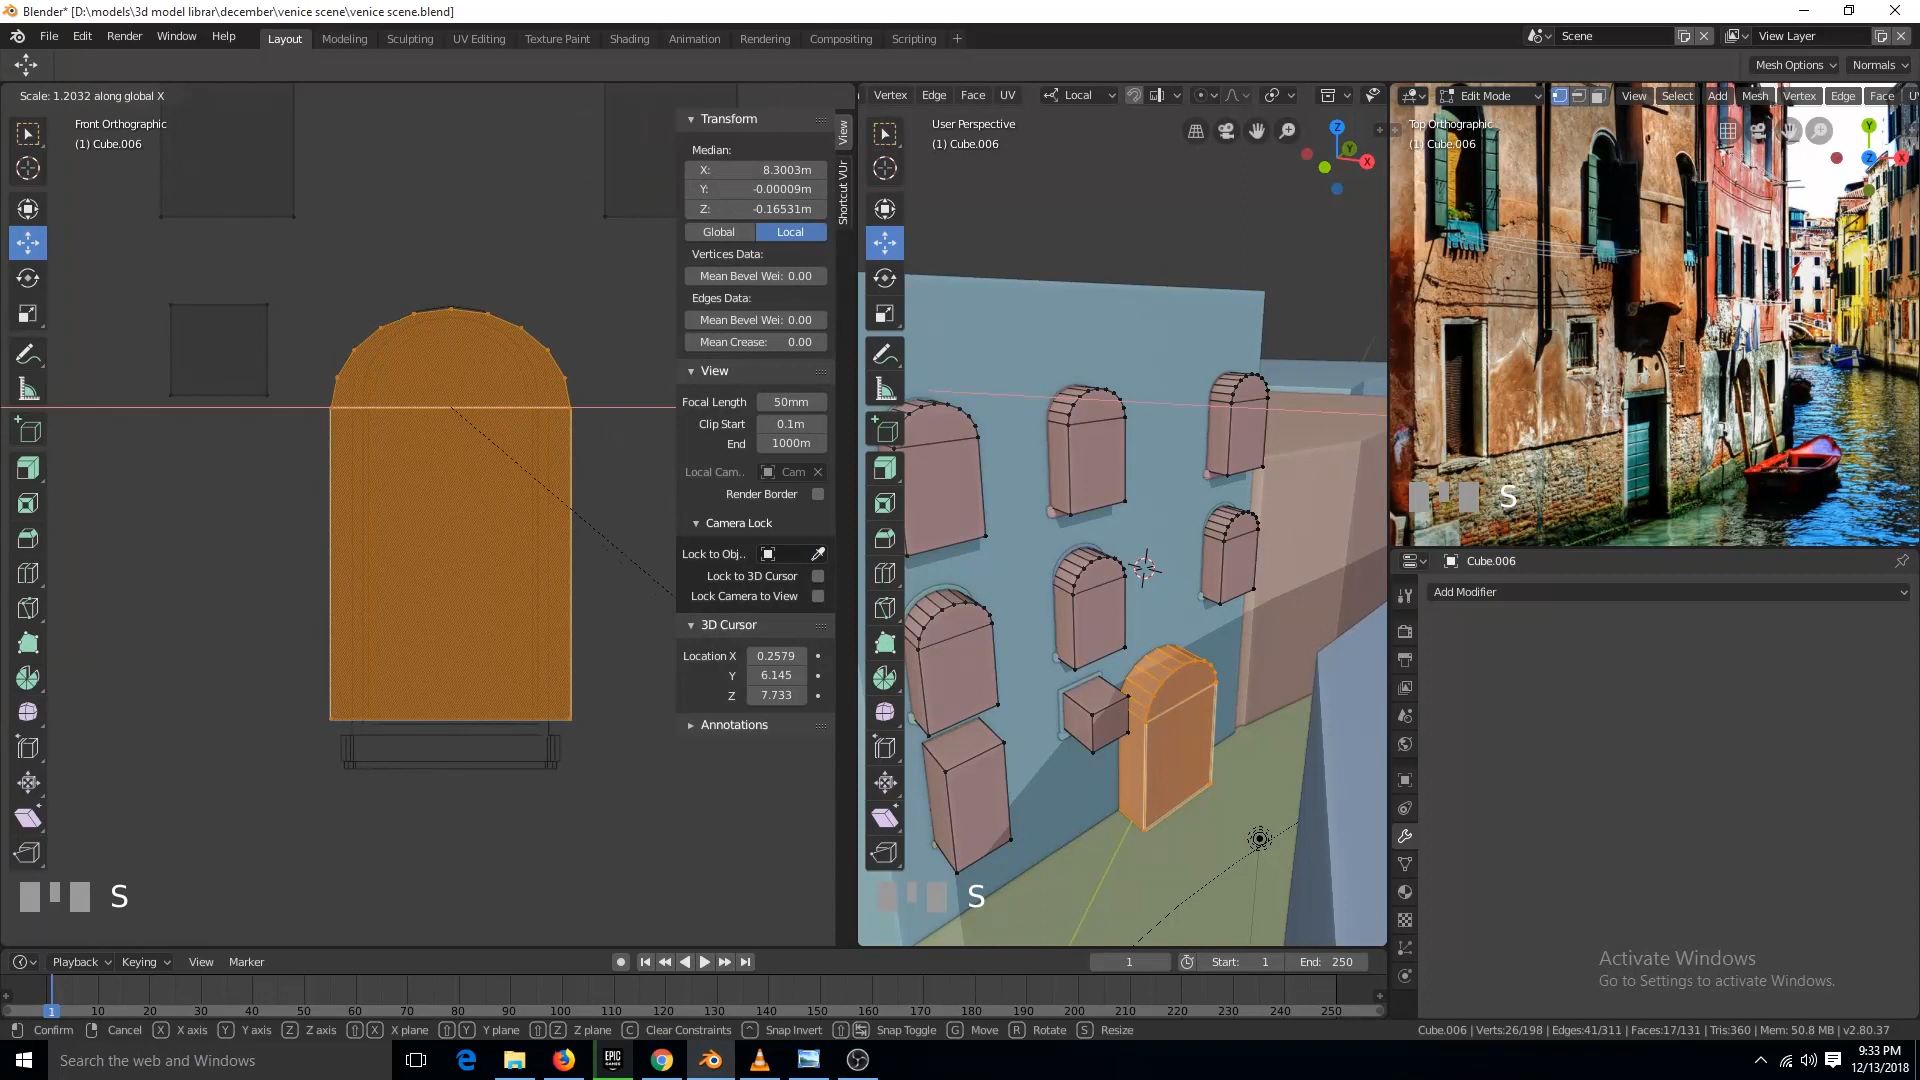 Blender* [D:\models\3d model librar\december\venice scene\venice scene.blend]
File Edit Render Window Help Layout Modeling Sculpting UV Editing Texture Paint Shading Animation Rendering Compositing Scripting Scene View Layer
Mesh Options Normals
Scale: 1.2032 along global X
Vertex Edge Face UV Local
Edit Mode View Select Add Mesh Vertex Edge Face U
Front Orthographic
(1) Cube.006
User Perspective
(1) Cube.006
Top Orthographic
(1) Cube.006
Z
Y
X
Y
Z
X
Transform
Median:
X: 8.3003m
Y: -0.00009m
Z: -0.16531m
Global Local
Vertices Data:
Mean Bevel Wei: 0.00
Edges Data:
Mean Bevel Wei: 0.00
Mean Crease: 0.00
View
Focal Length 50mm
Clip Start 0.1m
End 1000m
Local Cam.. Cam
Render Border
Camera Lock
Lock to Obj..
Lock to 3D Cursor
Lock Camera to View
3D Cursor
Location X 0.2579
Y 6.145
Z 7.733
Annotations
View
Shortcut VUr
S
S
S
Cube.006
Add Modifier
Activate Windows
Go to Settings to activate Windows.
Playback Keying View Marker 1 Start: 1 End: 250
1 10 20 30 40 50 60 70 80 90 100 110 120 130 140 150 160 170 180 190 200 210 220 230 240 250
Confirm Cancel X X axis Y Y axis Z Z axis X X plane Y Y plane Z Z plane C Clear Constraints ^ Snap Invert Snap Toggle G Move R Rotate S Resize
Cube.006 | Verts:26/198 | Edges:41/311 | Faces:17/131 | Tris:360 | Mem: 50.8 MB | v2.80.37
Search the web and Windows
EPIC
GAMES
9:33 PM
12/13/2018